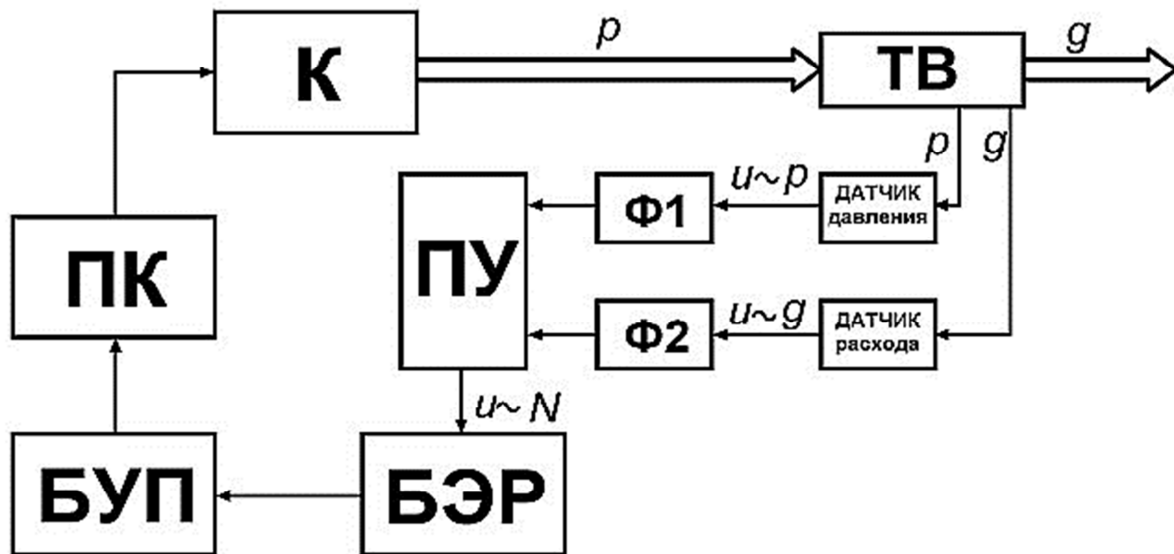 К
p
ТВ
g
p
g
ПУ
Ф1
u~p
ДАТЧИК
давления
ПК
Ф2
u~g
ДАТЧИК
расхода
u~ N
БУП
БЭР